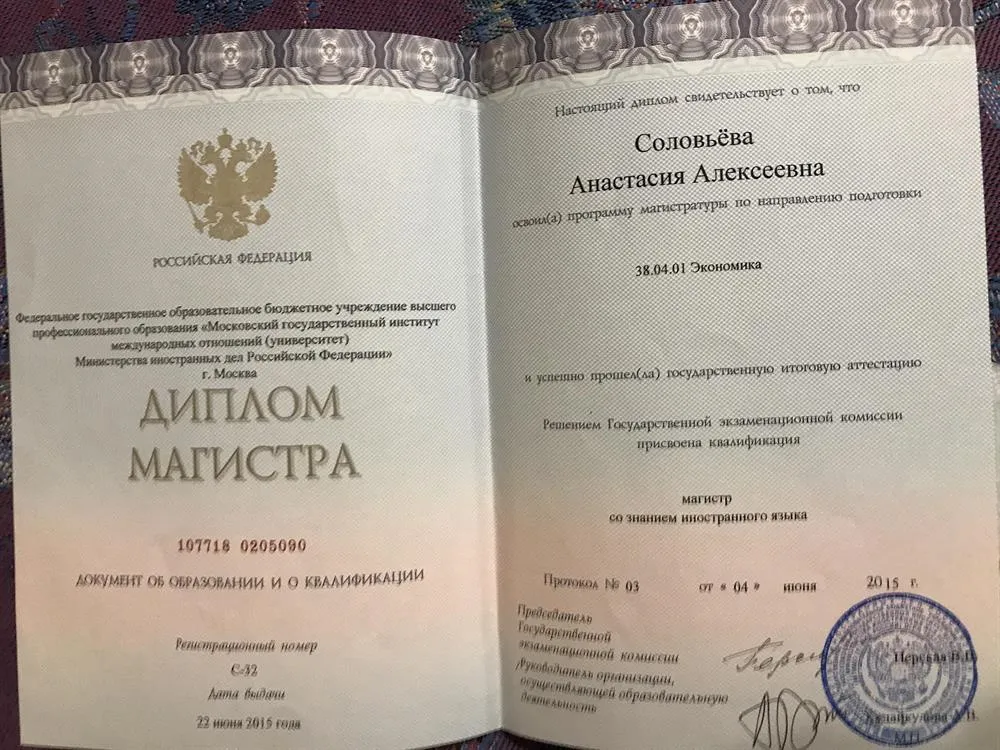 РОССИЙСКАЯ ФЕДЕРАЦИЯ
Федеральное государственное образовательное бюджетное учреждение высшего
профессионального образования «Московский государственный институт
международных отношений (университет)
Министерства иностранных дел Российской Федерации»
г. Москва
ДИПЛОМ
МАГИСТРА
107718 0205090
ДОКУМЕНТ ОБ ОБРАЗОВАНИИ И О КВАЛИФИКАЦИИ
Регистрационный номер
С-32
Дата выдачи
22 июня 2015 года
Настоящий диплом свидетельствует о том, что
Соловьёва
Анастасия Алексеевна
освоил(а) программу магистратуры по направлению подготовки
38.04.01 Экономика
и успешно прошел(ла) государственную итоговую аттестацию
Решением Государственной экзаменационной комиссии
присвоена квалификация
магистр
со знанием иностранного языка
Протокол № 03 от « 04 » июня 2015 г.
Председатель
Государственной
экзаменационной комиссии
Руководитель организации,
осуществляющей образовательную
деятельность
М.П.